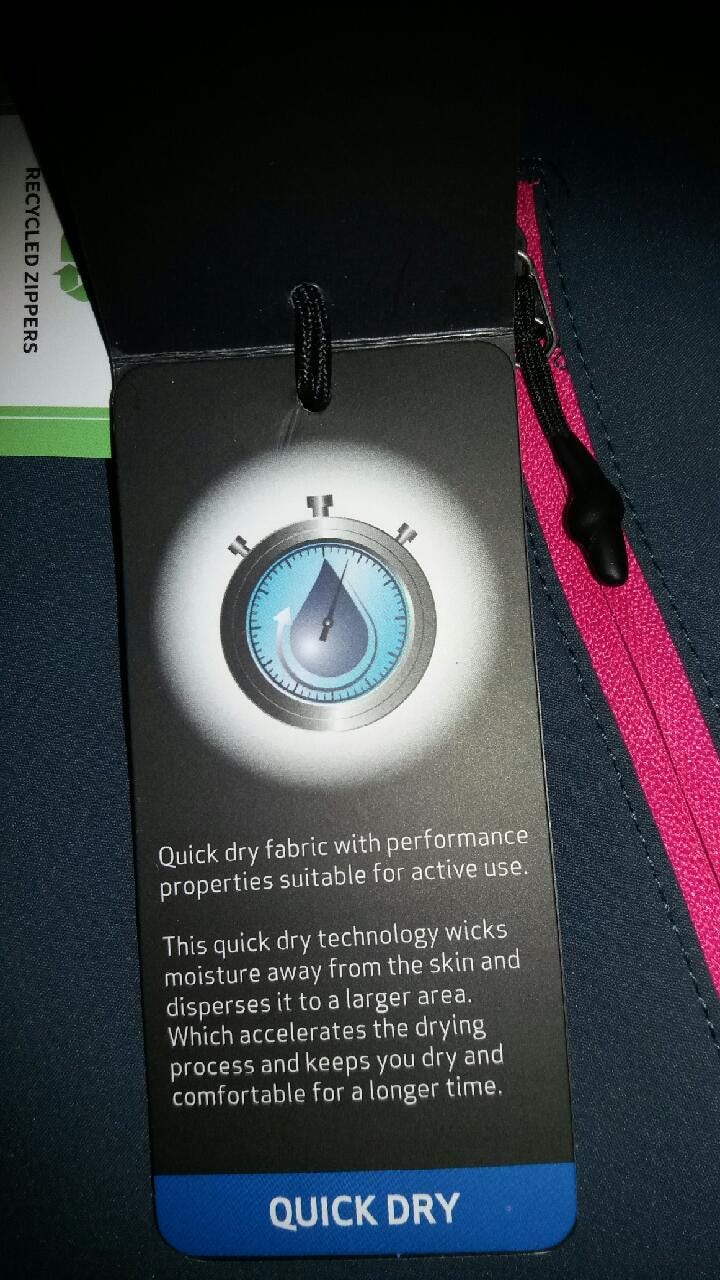 RECYCLED ZIPPERS
Quick dry fabric with performance
properties suitable for active use.
This quick dry technology wicks
moisture away from the skin and
disperses it to a larger area.
Which accelerates the drying
process and keeps you dry and
comfortable for a longer time.
QUICK DRY